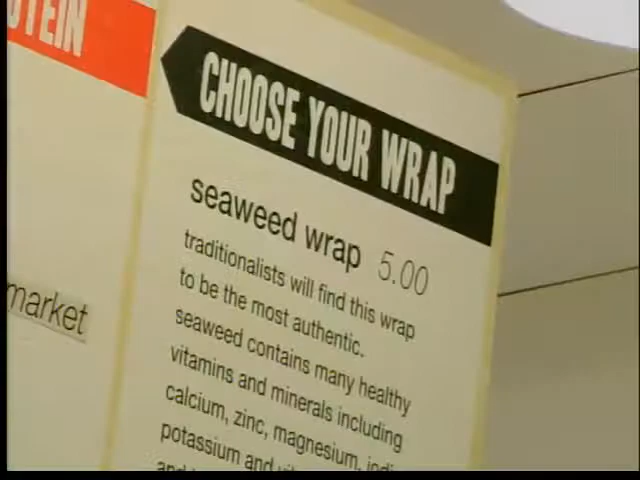 market
CHOOSE YOUR WRAP
seaweed wrap 5.00
traditionalists will find this wrap
to be the most authentic.
seaweed contains many healthy
vitamins and minerals including
calcium, zinc, magnesium,
potassium and